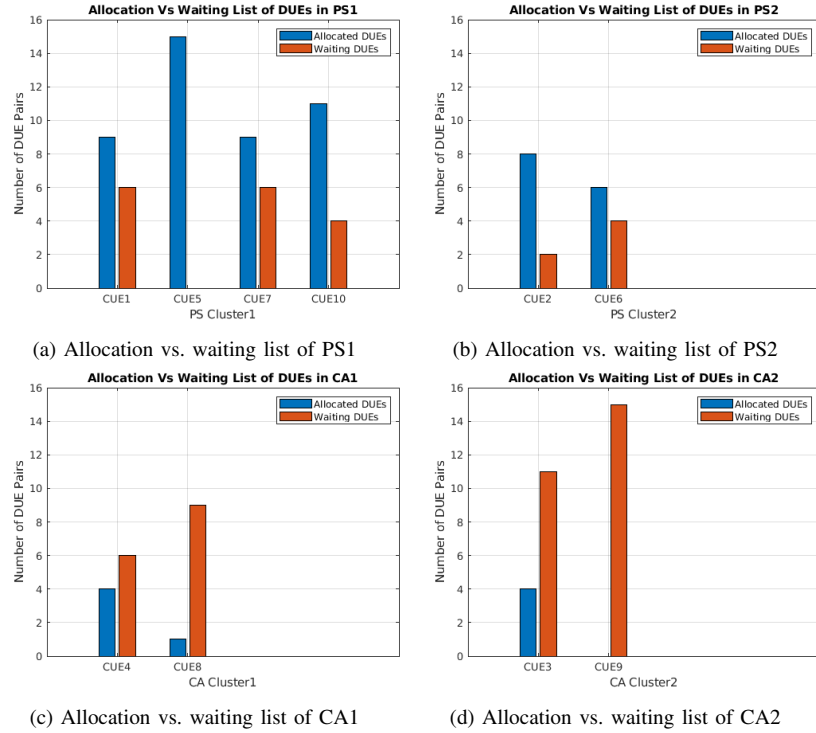 Allocation Vs Waiting List of DUEs in PS1
Allocated DUEs
Waiting DUEs
Number of DUE Pairs
16
14
12
10
8
6
4
2
0
CUE1 CUE5 CUE7 CUE10
PS Cluster1
(a) Allocation vs. waiting list of PS1
Allocation Vs Waiting List of DUEs in PS2
Allocated DUEs
Waiting DUEs
Number of DUE Pairs
16
14
12
10
8
6
4
2
0
CUE2 CUE6
PS Cluster2
(b) Allocation vs. waiting list of PS2
Allocation Vs Waiting List of DUEs in CA1
Allocated DUEs
Waiting DUEs
Number of DUE Pairs
16
14
12
10
8
6
4
2
0
CUE4 CUE8
CA Cluster1
(c) Allocation vs. waiting list of CA1
Allocation Vs Waiting List of DUEs in CA2
Allocated DUEs
Waiting DUEs
Number of DUE Pairs
16
14
12
10
8
6
4
2
0
CUE3 CUE9
CA Cluster2
(d) Allocation vs. waiting list of CA2